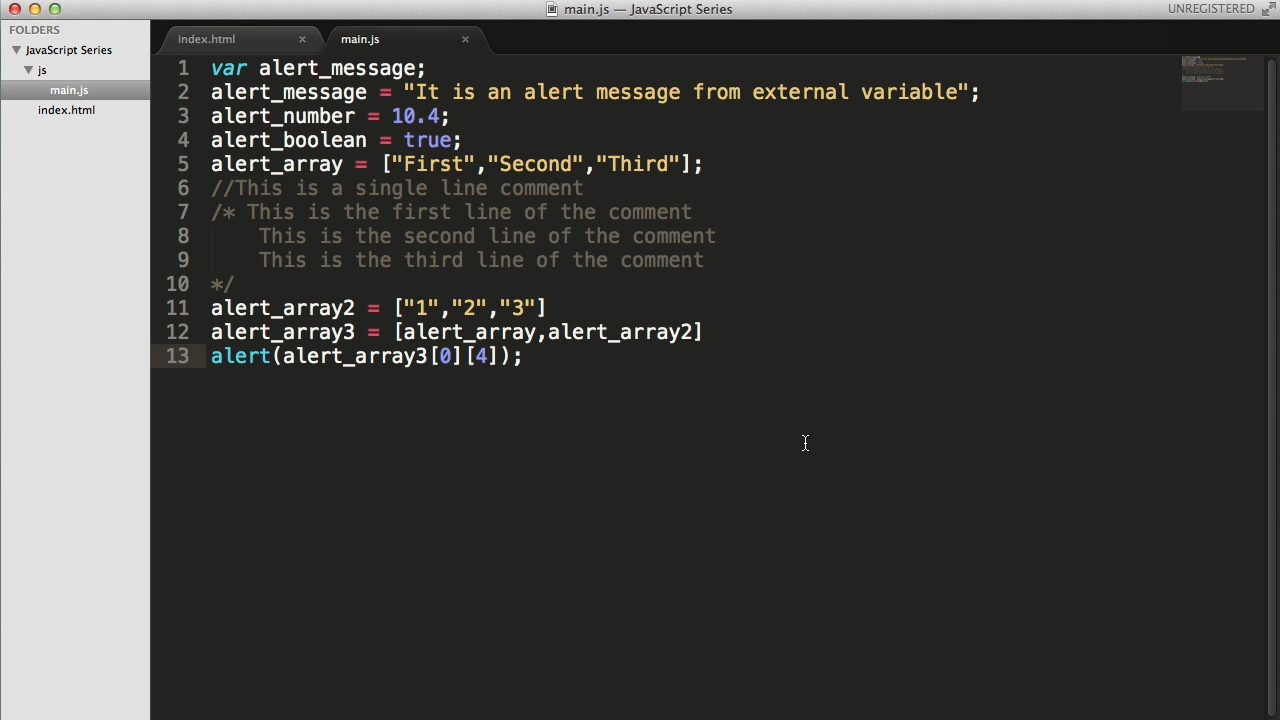 main.js — JavaScript Series
UNREGISTERED
FOLDERS
JavaScript Series
js
main.js
index.html
index.html
main.js
1 var alert_message;
2 alert_message = "It is an alert message from external variable";
3 alert_number = 10.4;
4 alert_boolean = true;
5 alert_array = ["First","Second","Third"];
6 //This is a single line comment
7 /* This is the first line of the comment
8 This is the second line of the comment
9 This is the third line of the comment
10 */
11 alert_array2 = ["1","2","3"]
12 alert_array3 = [alert_array,alert_array2]
13 alert(alert_array3[0][4]);